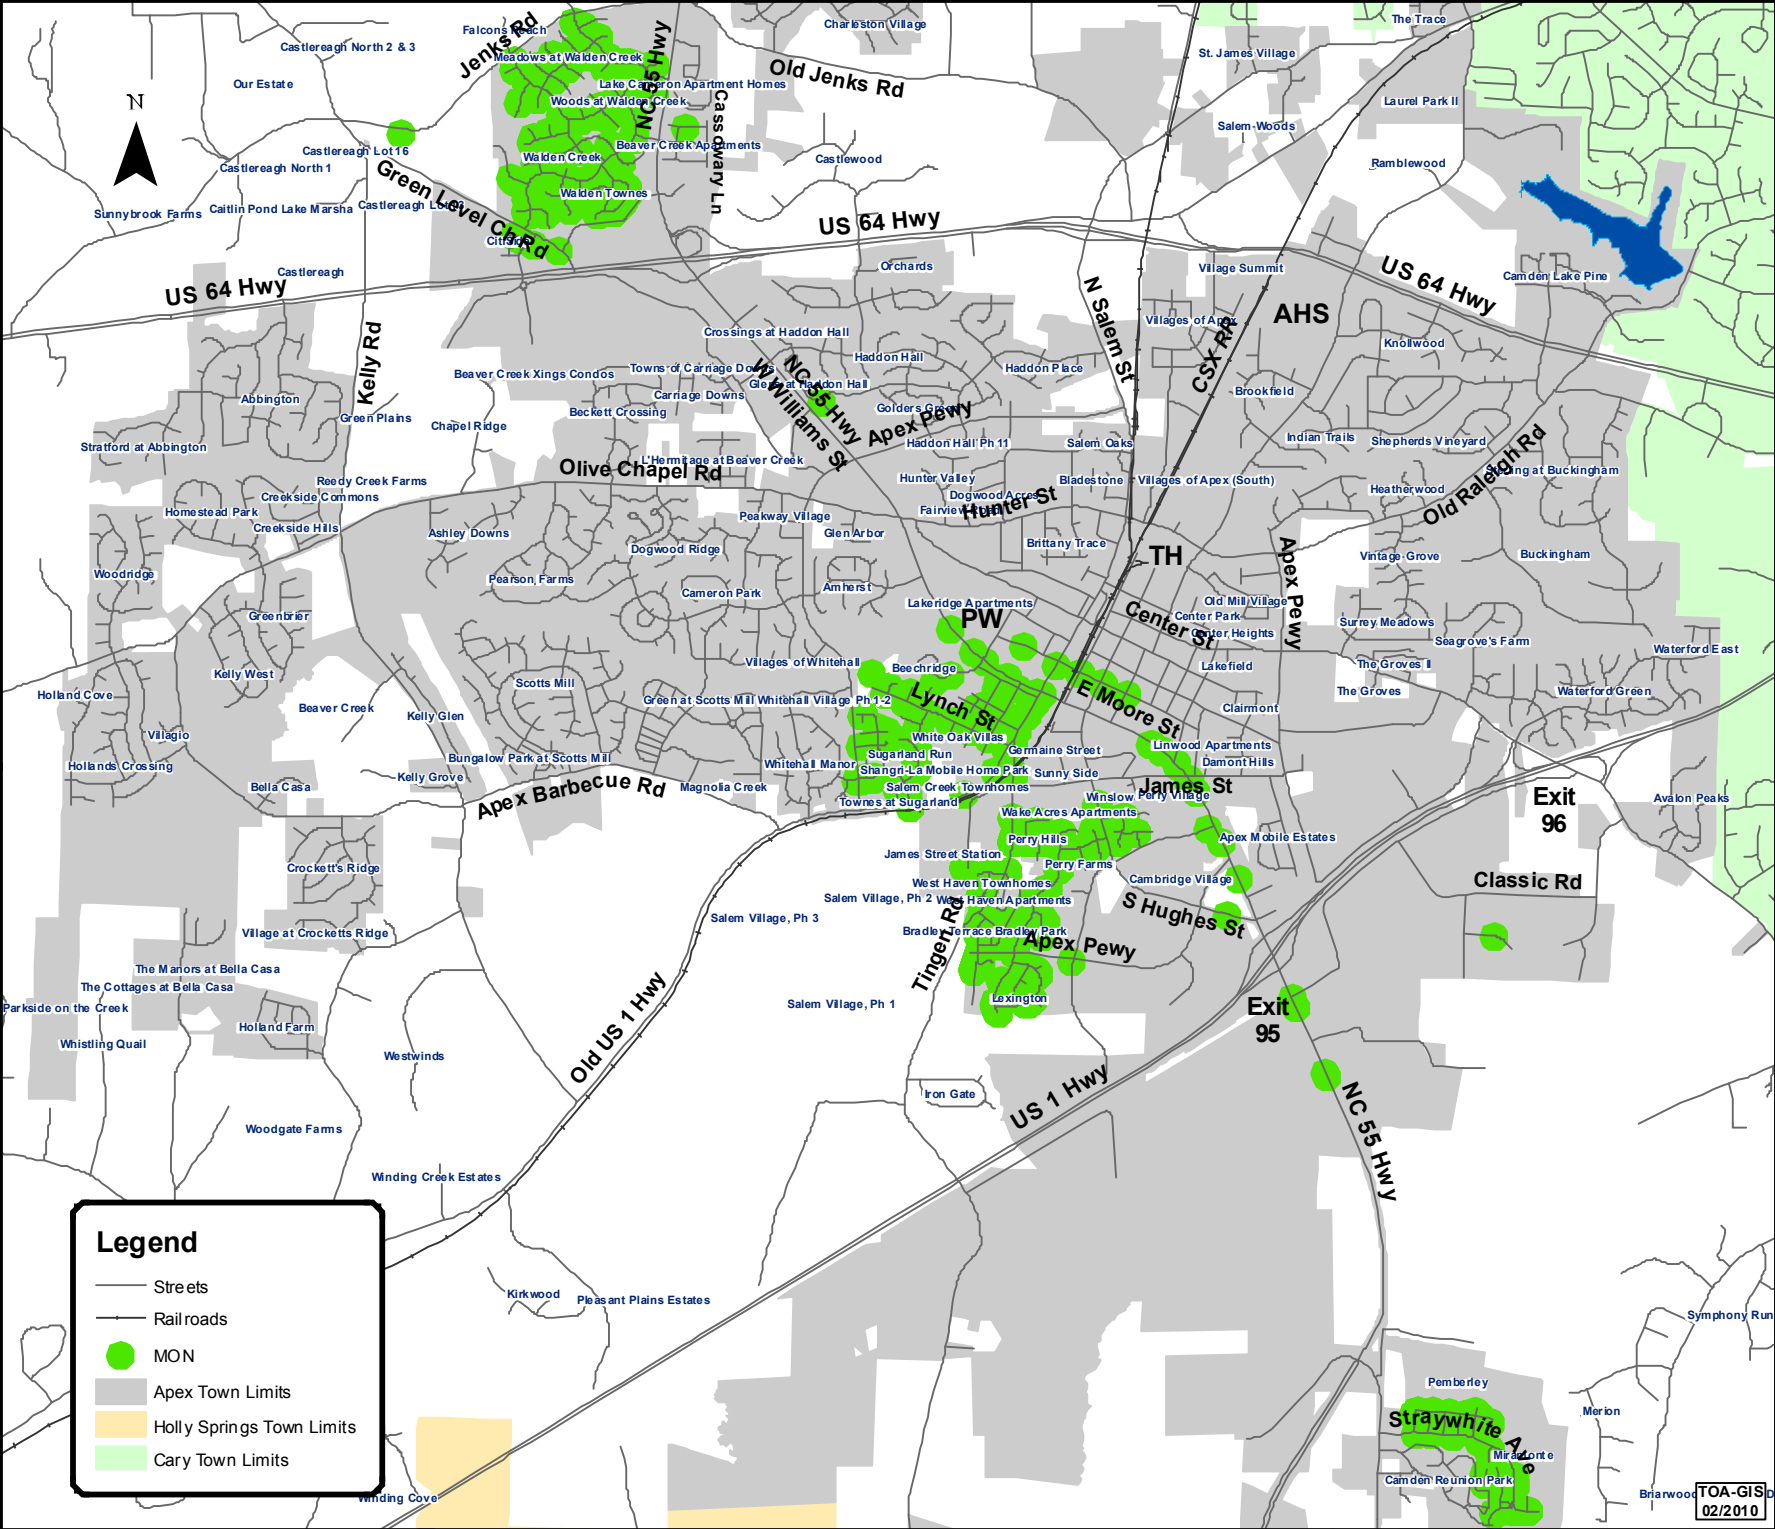 Falcons Reach
Charleston Village
The Trace
Castlereagh North 2 & 3
Jenks Rd
Meadows at Walden Creek
NC 55 Hwy
St. James Village
Our Estate
Old Jenks Rd
Lake Cameron Apartment Homes
Woods at Walden Creek
Cassowary Ln
Laurel Park II
N
Salem Woods
Castlereagh Lot 16
Beaver Creek Apartments
Walden Creek
Castlewood
Ramblewood
Castlereagh North 1
Green Level Ch Rd
Walden Townes
Sunnybrook Farms
Caitlin Pond Lake Marsha
US 64 Hwy
Castlereagh
Orchards
Village Summit
US 64 Hwy
Camden Lake Pine
US 64 Hwy
N Salem St
AHS
Villages of Apex
Kelly Rd
Crossings at Haddon Hall
CSX RR
Knollwood
Haddon Hall
Beaver Creek Xings Condos
Towns of Carriage Downs
NC 55 Hwy
W Williams St
Glens at Haddon Hall
Haddon Place
Abbington
Carriage Downs
Brookfield
Green Plains
Beckett Crossing
Golders Green
Apex Pewy
Chapel Ridge
Stratford at Abbington
Haddon Hall Ph 11
Salem Oaks
Indian Trails
Shepherds Vineyard
Old Raleigh Rd
L'Hermitage at Beaver Creek
Olive Chapel Rd
Reedy Creek Farms
Hunter Valley
Bladestone
Villages of Apex (South)
Heatherwood
Creekside Commons
Dogwood Acres
Hunter St
Homestead Park
Peakway Village
Creekside Hills
Ashley Downs
Glen Arbor
Brittany Trace
TH
Apex Pewy
Vintage Grove
Buckingham
Dogwood Ridge
Woodridge
Pearson Farms
Cameron Park
Amherst
Lakeridge Apartments
Old Mill Village
Greenbrier
PW
Center St
Center Park
Center Heights
Surrey Meadows
Seagrove's Farm
Waterford East
Villages of Whitehall
Beechridge
Lakefield
The Groves II
Kelly West
Scotts Mill
The Groves
Waterford Green
Holland Cove
Green at Scotts Mill
Whitehall Village Ph 1-2
Lynch St
E Moore St
Beaver Creek
Kelly Glen
Clairmont
Villagio
White Oak Villas
Germaine Street
Linwood Apartments
Hollands Crossing
Bungalow Park at Scotts Mill
Sugarland Run
Whitehall Manor
Shangri-La Mobile Home Park
Sunny Side
Damont Hills
Kelly Grove
Bella Casa
Apex Barbecue Rd
Magnolia Creek
Salem Creek Townhomes
James St
Winslow
Perry Village
Townes at Sugarland
Exit
96
Avalon Peaks
Wake Acres Apartments
Perry Hills
Apex Mobile Estates
James Street Station
Perry Farms
Crockett's Ridge
West Haven Townhomes
Cambridge Village
Classic Rd
Salem Village, Ph 2
West Haven Apartments
S Hughes St
Salem Village, Ph 3
Tingen Rd
Village at Crocketts Ridge
Bradley Terrace
Bradley Park
Apex Pewy
The Manors at Bella Casa
The Cottages at Bella Casa
Parkside on the Creek
Salem Village, Ph 1
Lexington
Exit
95
Holland Farm
Whistling Quail
Westwinds
Old US 1 Hwy
Iron Gate
US 1 Hwy
NC 55 Hwy
Woodgate Farms
Winding Creek Estates
Legend
Streets
Railroads
MON
Apex Town Limits
Holly Springs Town Limits
Cary Town Limits
Kirkwood
Pleasant Plains Estates
Symphony Run
Pemberley
Merion
Straywhite Ave
Miramonte
Camden Reunion Park
Winding Cove
Briarwood
TOA-GIS
02/2010